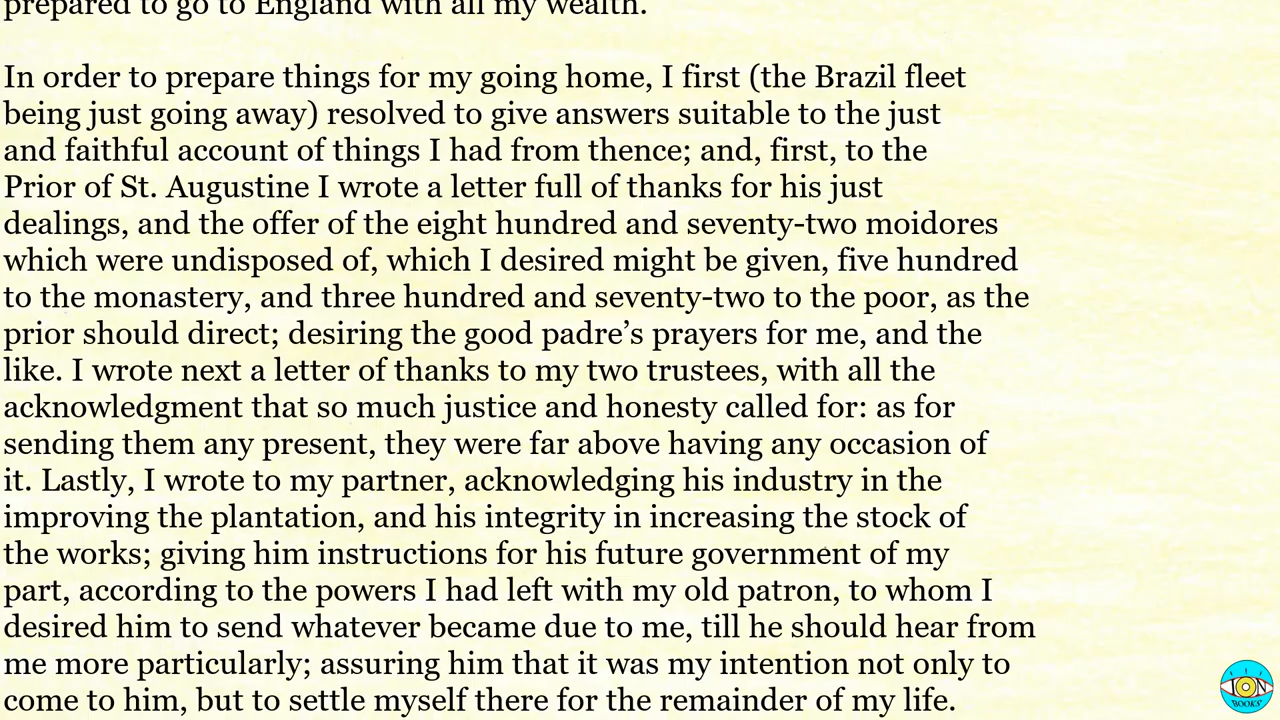 prepared to go to England with all my wealth.
In order to prepare things for my going home, I first (the Brazil fleet
being just going away) resolved to give answers suitable to the just
and faithful account of things I had from thence; and, first, to the
Prior of St. Augustine I wrote a letter full of thanks for his just
dealings, and the offer of the eight hundred and seventy-two moidores
which were undisposed of, which I desired might be given, five hundred
to the monastery, and three hundred and seventy-two to the poor, as the
prior should direct; desiring the good padre’s prayers for me, and the
like. I wrote next a letter of thanks to my two trustees, with all the
acknowledgment that so much justice and honesty called for: as for
sending them any present, they were far above having any occasion of
it. Lastly, I wrote to my partner, acknowledging his industry in the
improving the plantation, and his integrity in increasing the stock of
the works; giving him instructions for his future government of my
part, according to the powers I had left with my old patron, to whom I
desired him to send whatever became due to me, till he should hear from
me more particularly; assuring him that it was my intention not only to
come to him, but to settle myself there for the remainder of my life.
ION
BOOKS